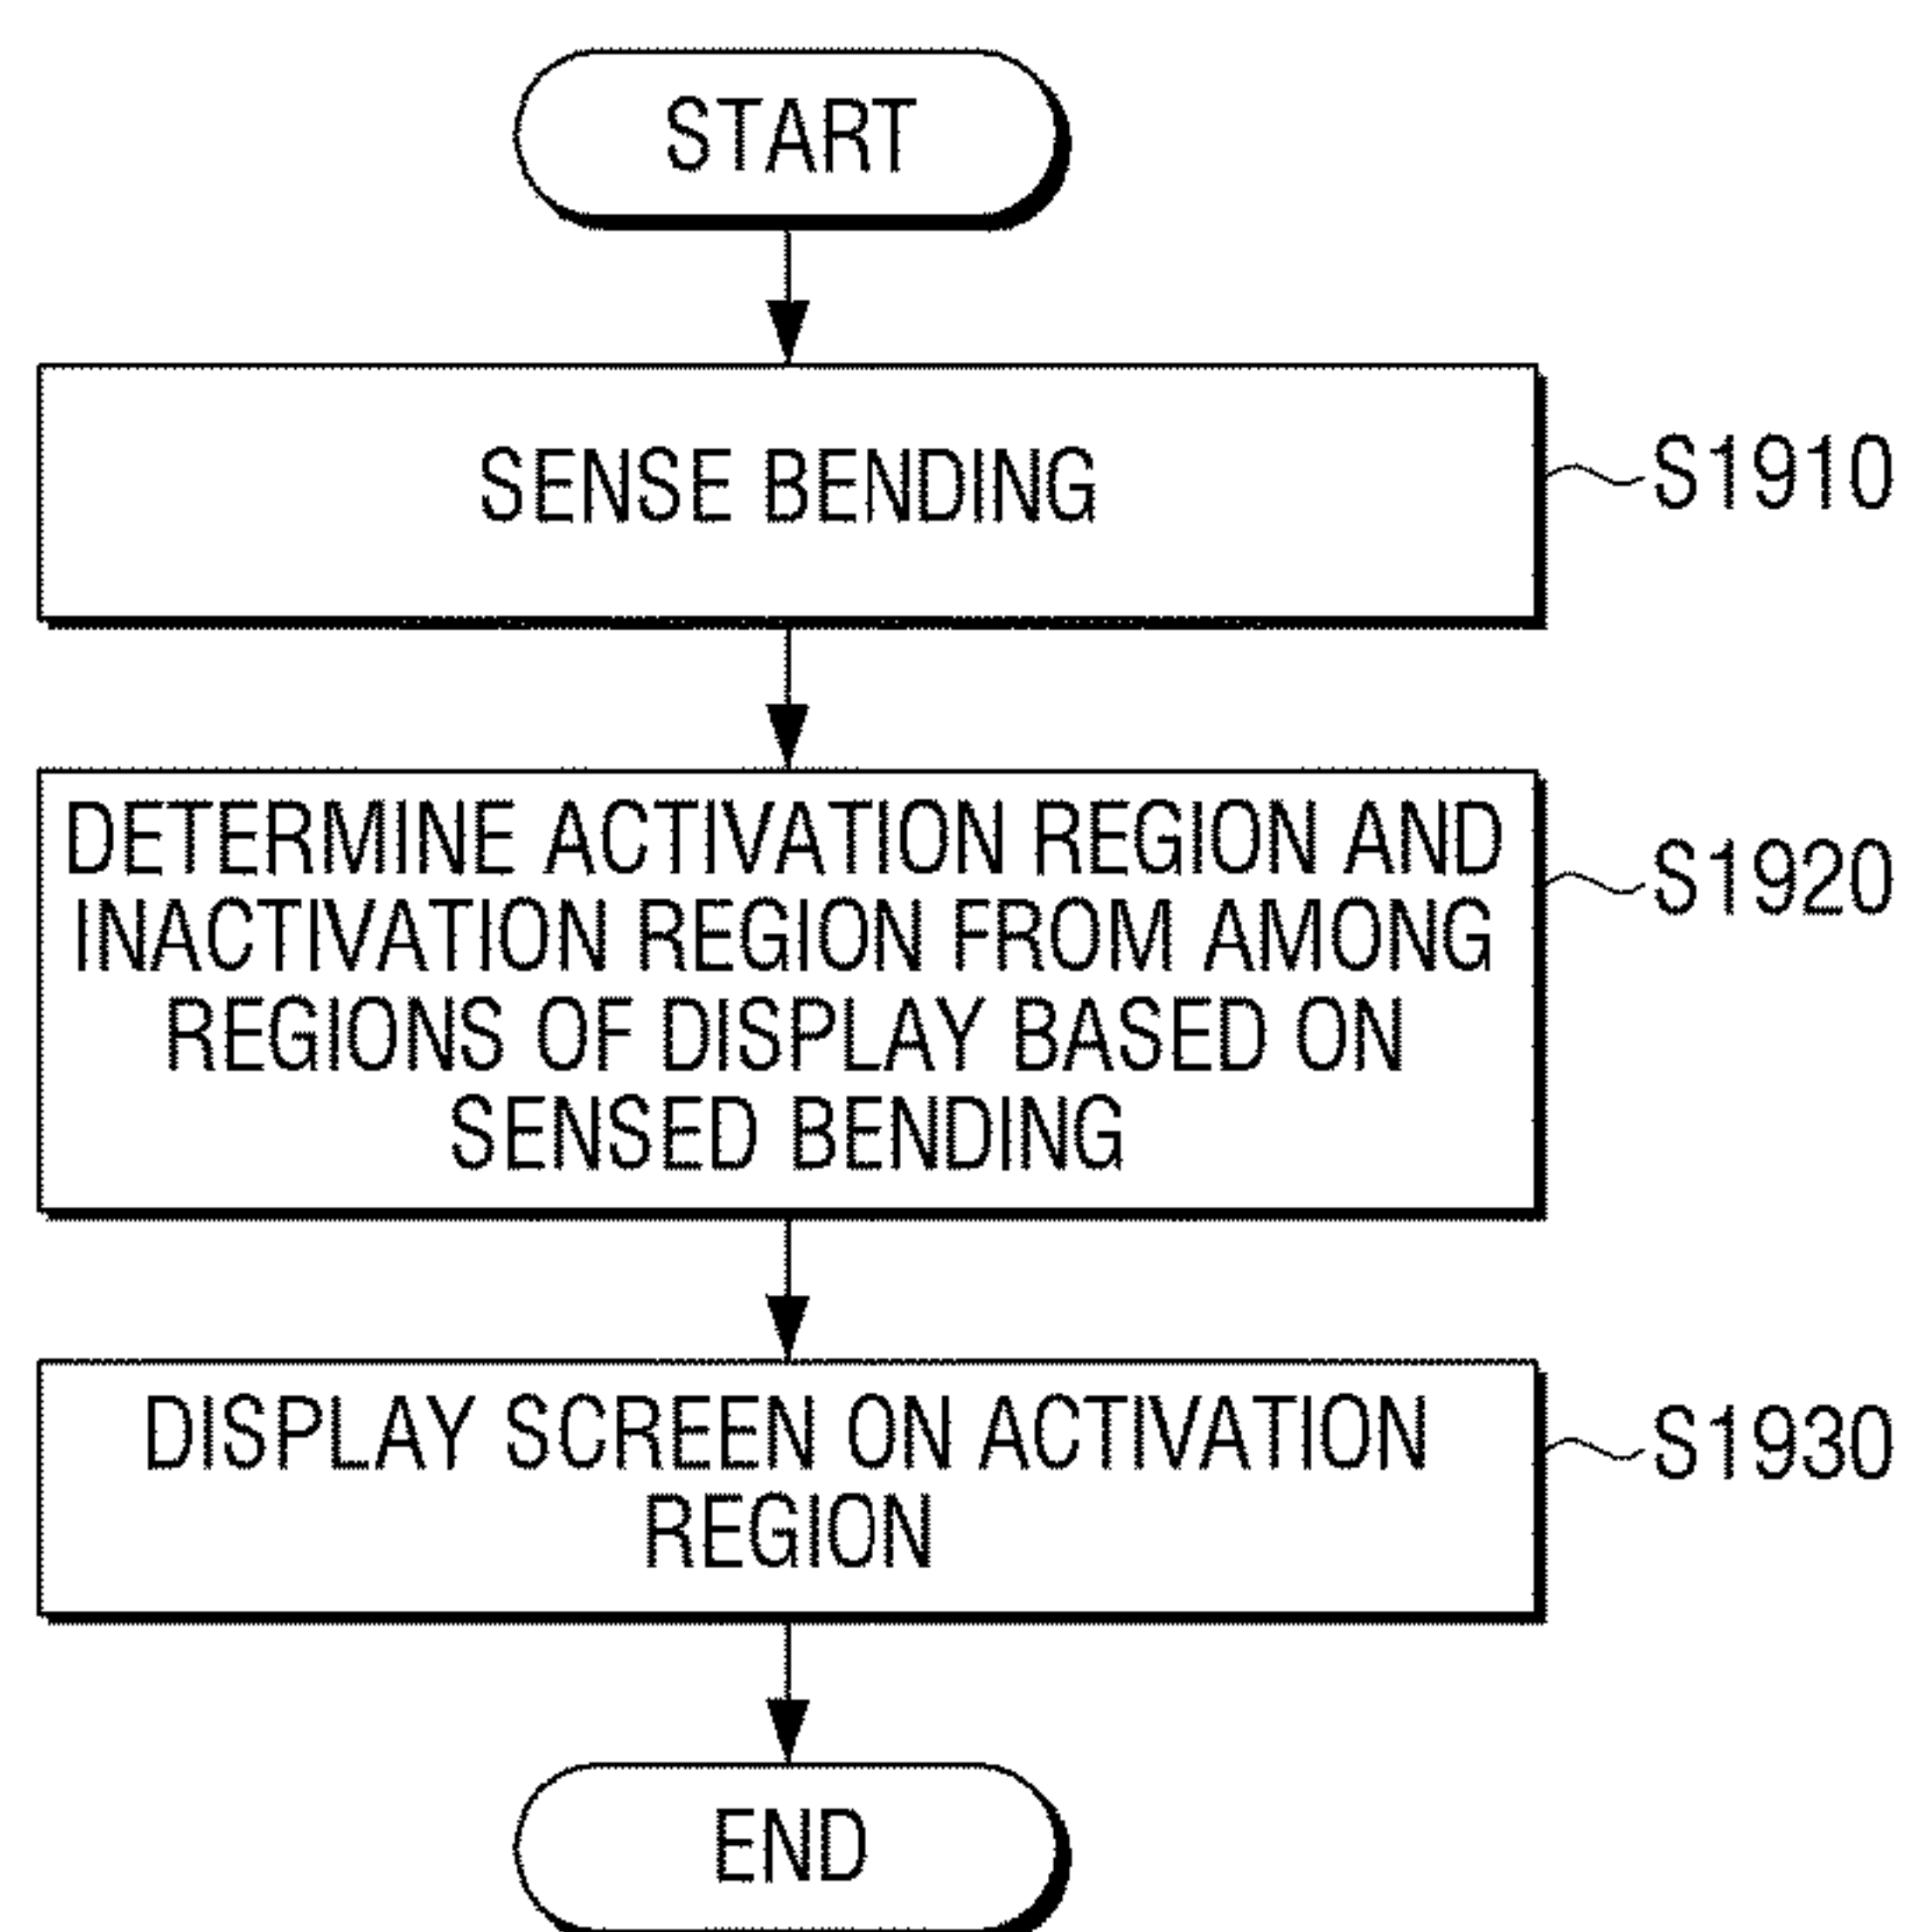 START
SENSE BENDING
S1910
DETERMINE ACTIVATION REGION AND
INACTIVATION REGION FROM AMONG
REGIONS OF DISPLAY BASED ON
SENSED BENDING
S1920
DISPLAY SCREEN ON ACTIVATION
REGION
S1930
END